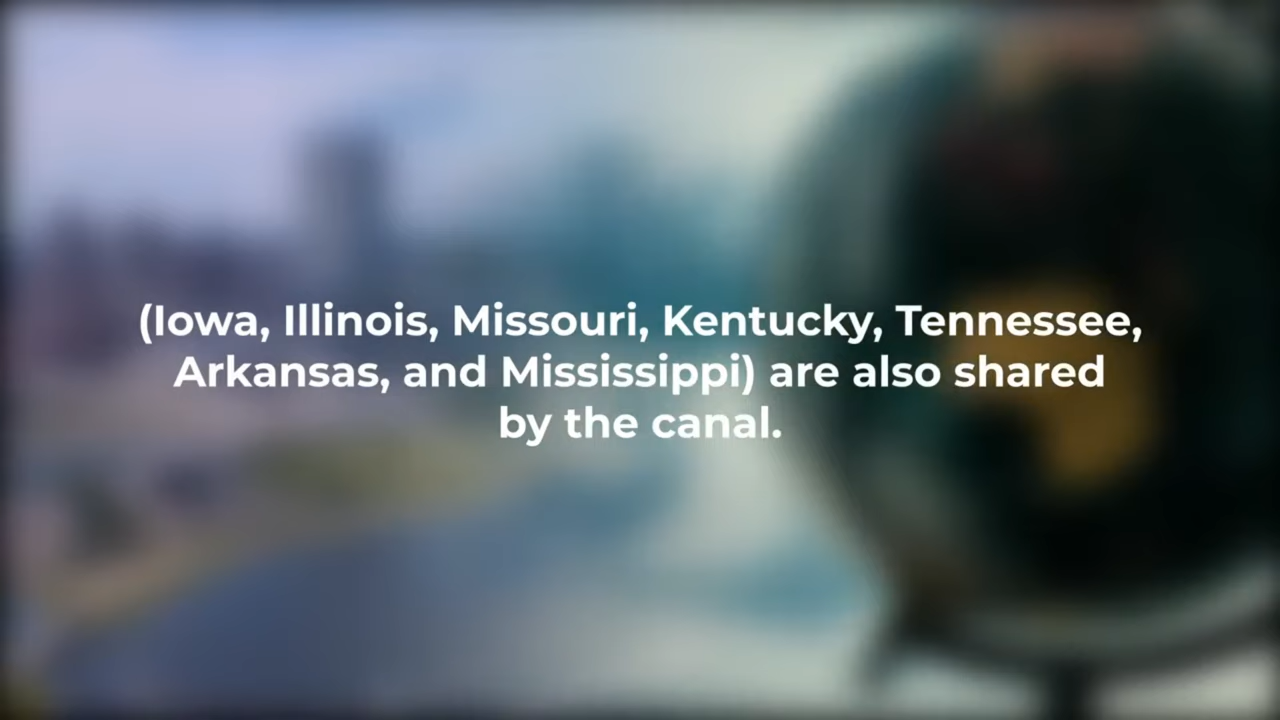 (Iowa, Illinois, Missouri, Kentucky, Tennessee,
Arkansas, and Mississippi) are also shared
by the canal.